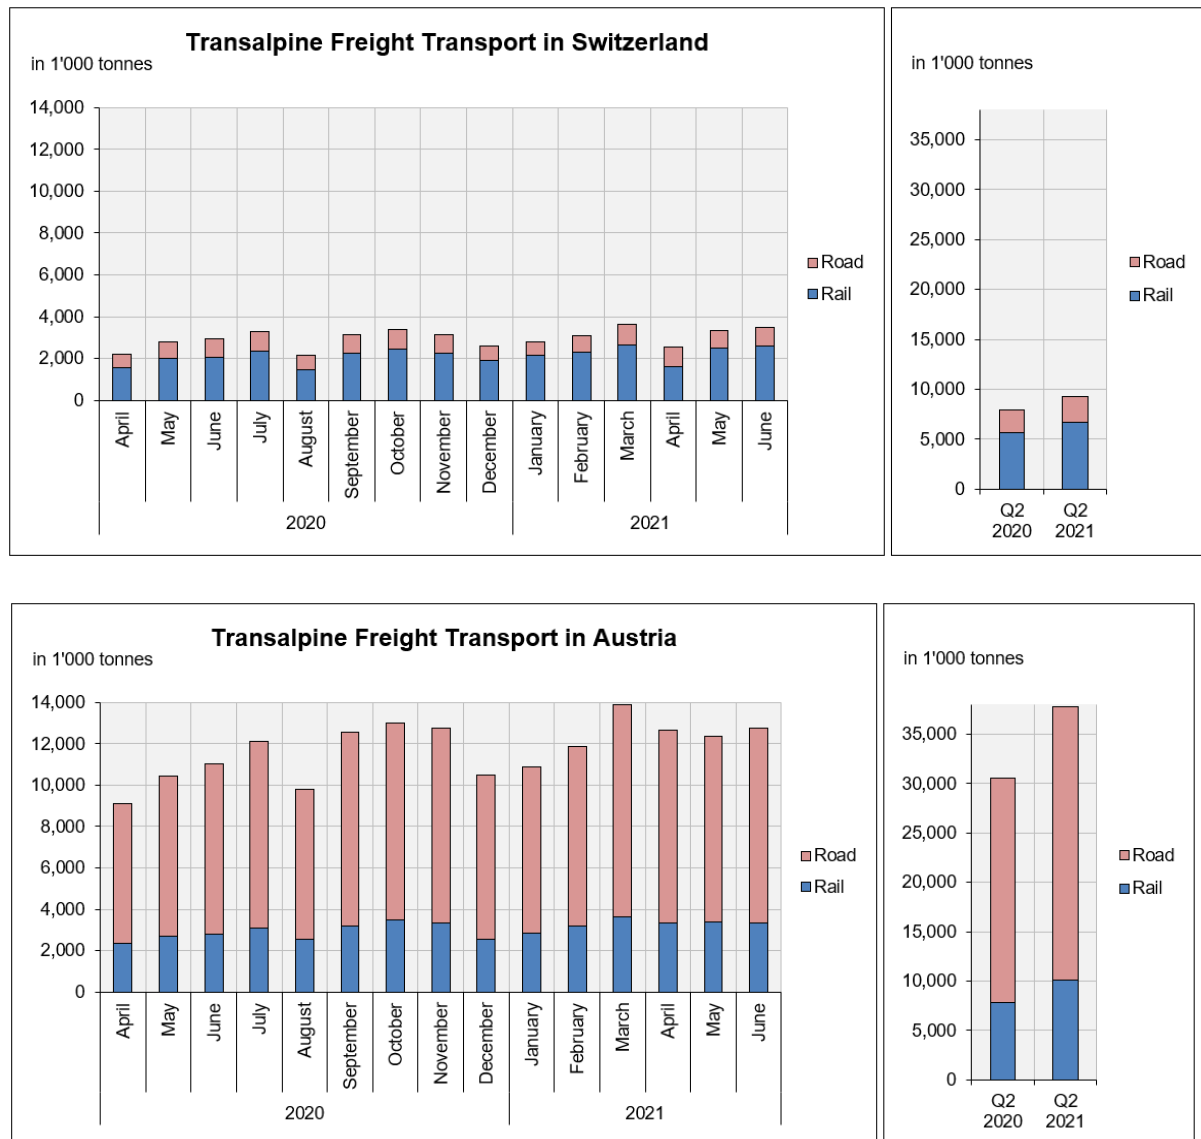 Transalpine Freight Transport in Switzerland
in 1'000 tonnes
14,000
12,000
10,000
8,000
6,000
4,000
2,000
0
Road
Rail
April
May
June
July
August
September
October
November
December
January
February
March
April
May
June
2020
2021
in 1'000 tonnes
35,000
30,000
25,000
20,000
15,000
10,000
5,000
0
Road
Rail
Q2
2020
Q2
2021
Transalpine Freight Transport in Austria
in 1'000 tonnes
14,000
12,000
10,000
8,000
6,000
4,000
2,000
0
Road
Rail
April
May
June
July
August
September
October
November
December
January
February
March
April
May
June
2020
2021
in 1'000 tonnes
35,000
30,000
25,000
20,000
15,000
10,000
5,000
0
Road
Rail
Q2
2020
Q2
2021